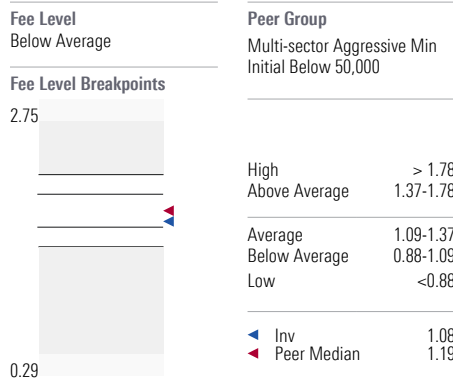 Fee Level
Below Average
Fee Level Breakpoints
2.75
0.29
Peer Group
Multi-sector Aggressive Min
Initial Below 50,000
High > 1.78
Above Average 1.37-1.78
Average 1.09-1.37
Below Average 0.88-1.09
Low <0.88
Inv 1.08
Peer Median 1.19